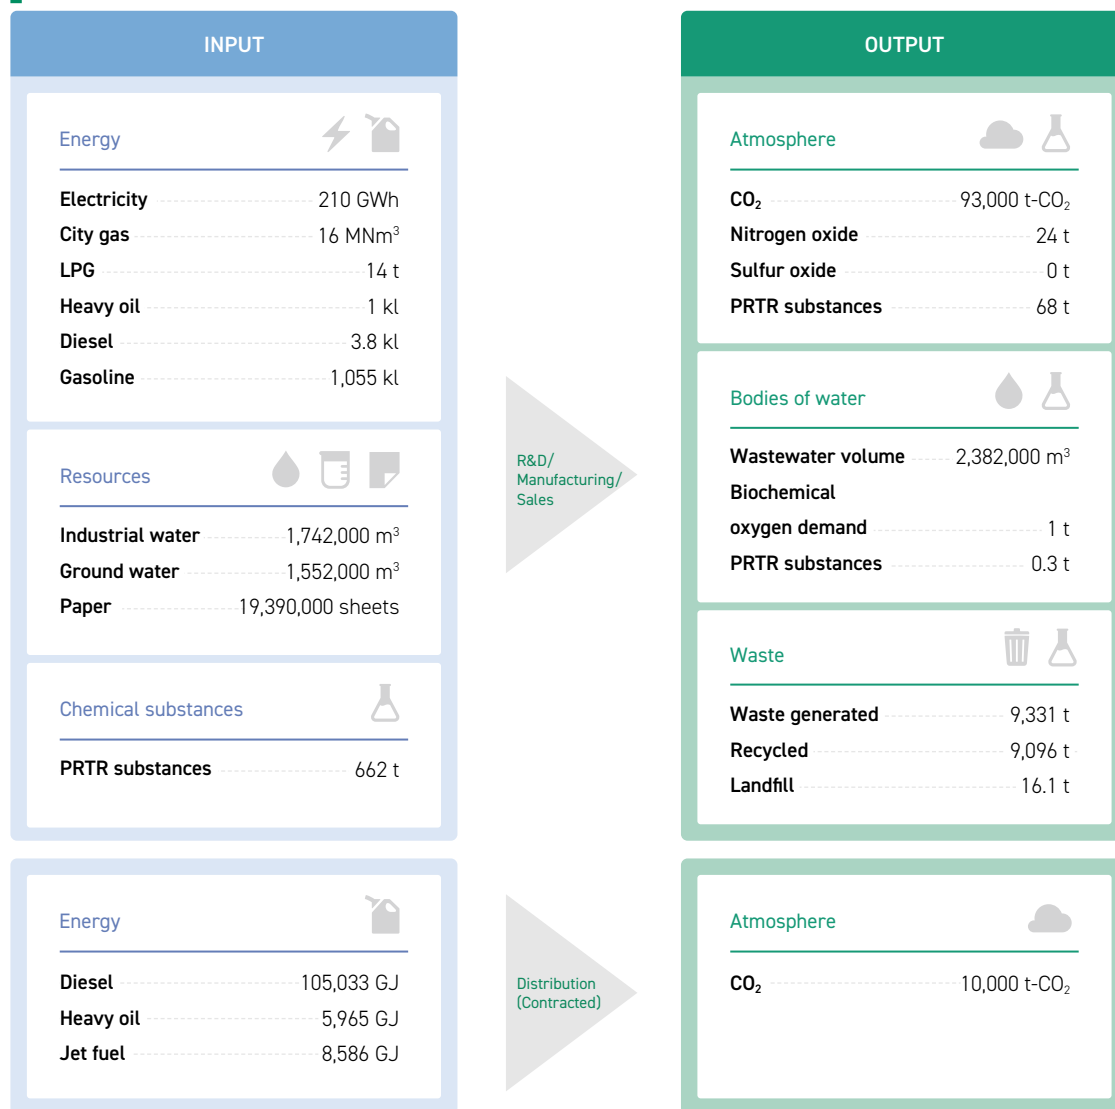 INPUT
Energy
Electricity 210 GWh
City gas 16 MNm³
LPG 14 t
Heavy oil 1 kl
Diesel 3.8 kl
Gasoline 1,055 kl
Resources
Industrial water 1,742,000 m³
Ground water 1,552,000 m³
Paper 19,390,000 sheets
Chemical substances
PRTR substances 662 t
R&D/
Manufacturing/
Sales
OUTPUT
Atmosphere
CO₂ 93,000 t-CO₂
Nitrogen oxide 24 t
Sulfur oxide 0 t
PRTR substances 68 t
Bodies of water
Wastewater volume 2,382,000 m³
Biochemical
oxygen demand 1 t
PRTR substances 0.3 t
Waste
Waste generated 9,331 t
Recycled 9,096 t
Landfill 16.1 t
Energy
Diesel 105,033 GJ
Heavy oil 5,965 GJ
Jet fuel 8,586 GJ
Distribution
(Contracted)
Atmosphere
CO₂ 10,000 t-CO₂